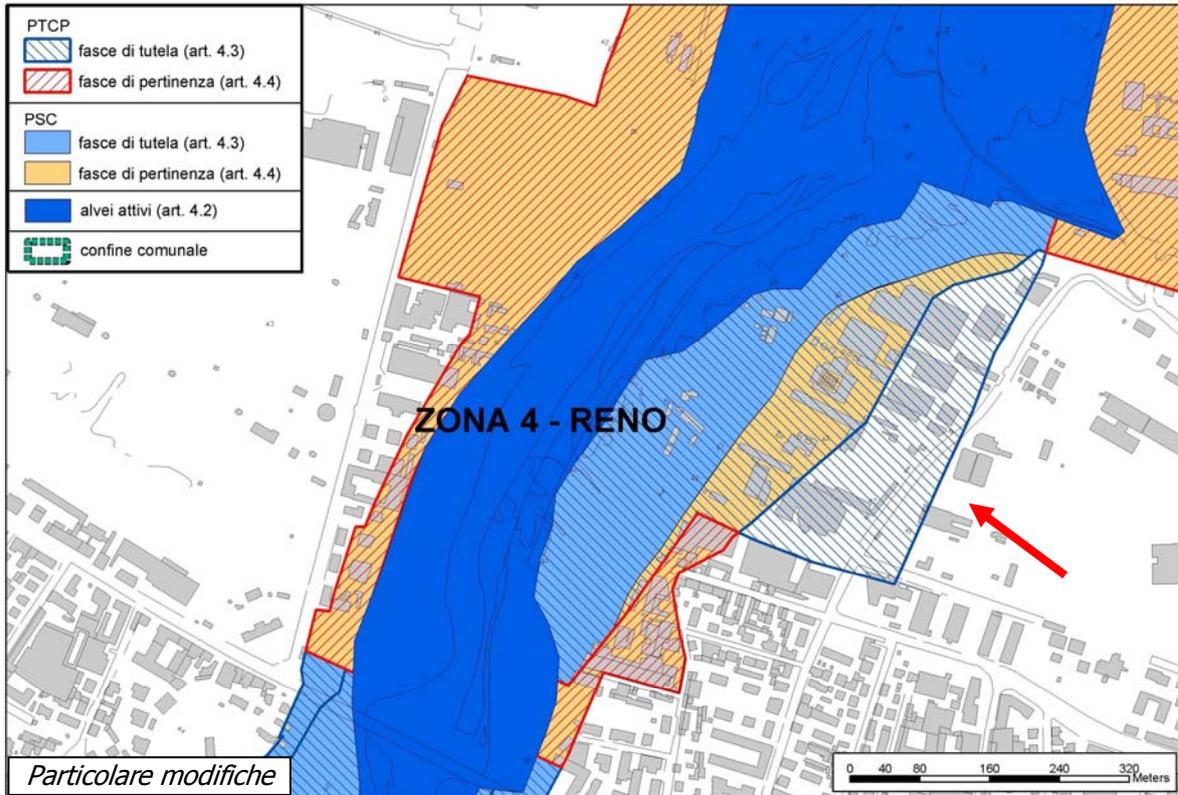 PTCP
fasce di tutela (art. 4.3)
fasce di pertinenza (art. 4.4)
PSC
fasce di tutela (art. 4.3)
fasce di pertinenza (art. 4.4)
alvei attivi (art. 4.2)
confine comunale
ZONA 4 - RENO
Particolare modifiche
0 40 80 160 240 320
Meters